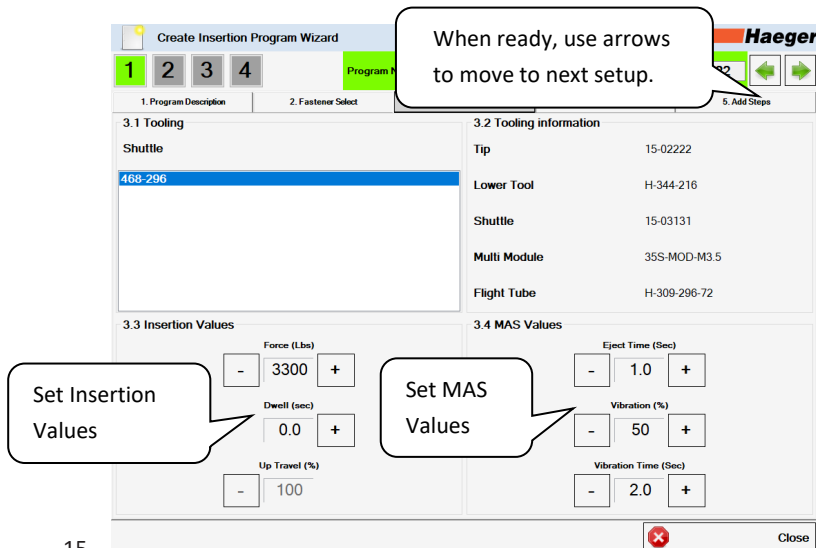 Create Insertion Program Wizard
Haeger
When ready, use arrows
to move to next setup.
1 2 3 4
Program N
1. Program Description
2. Fastener Select
5. Add Steps
3.1 Tooling
Shuttle
468-296
3.2 Tooling information
Tip 15-02222
Lower Tool H-344-216
Shuttle 15-03131
Multi Module 35S-MOD-M3.5
Flight Tube H-309-296-72
3.3 Insertion Values
Force (Lbs)
- 3300 +
Dwell (sec)
0.0 +
Up Travel (%)
- 100
Set Insertion
Values
3.4 MAS Values
Eject Time (Sec)
- 1.0 +
Vibration (%)
- 50 +
Vibration Time (Sec)
- 2.0 +
Set MAS
Values
Close
15